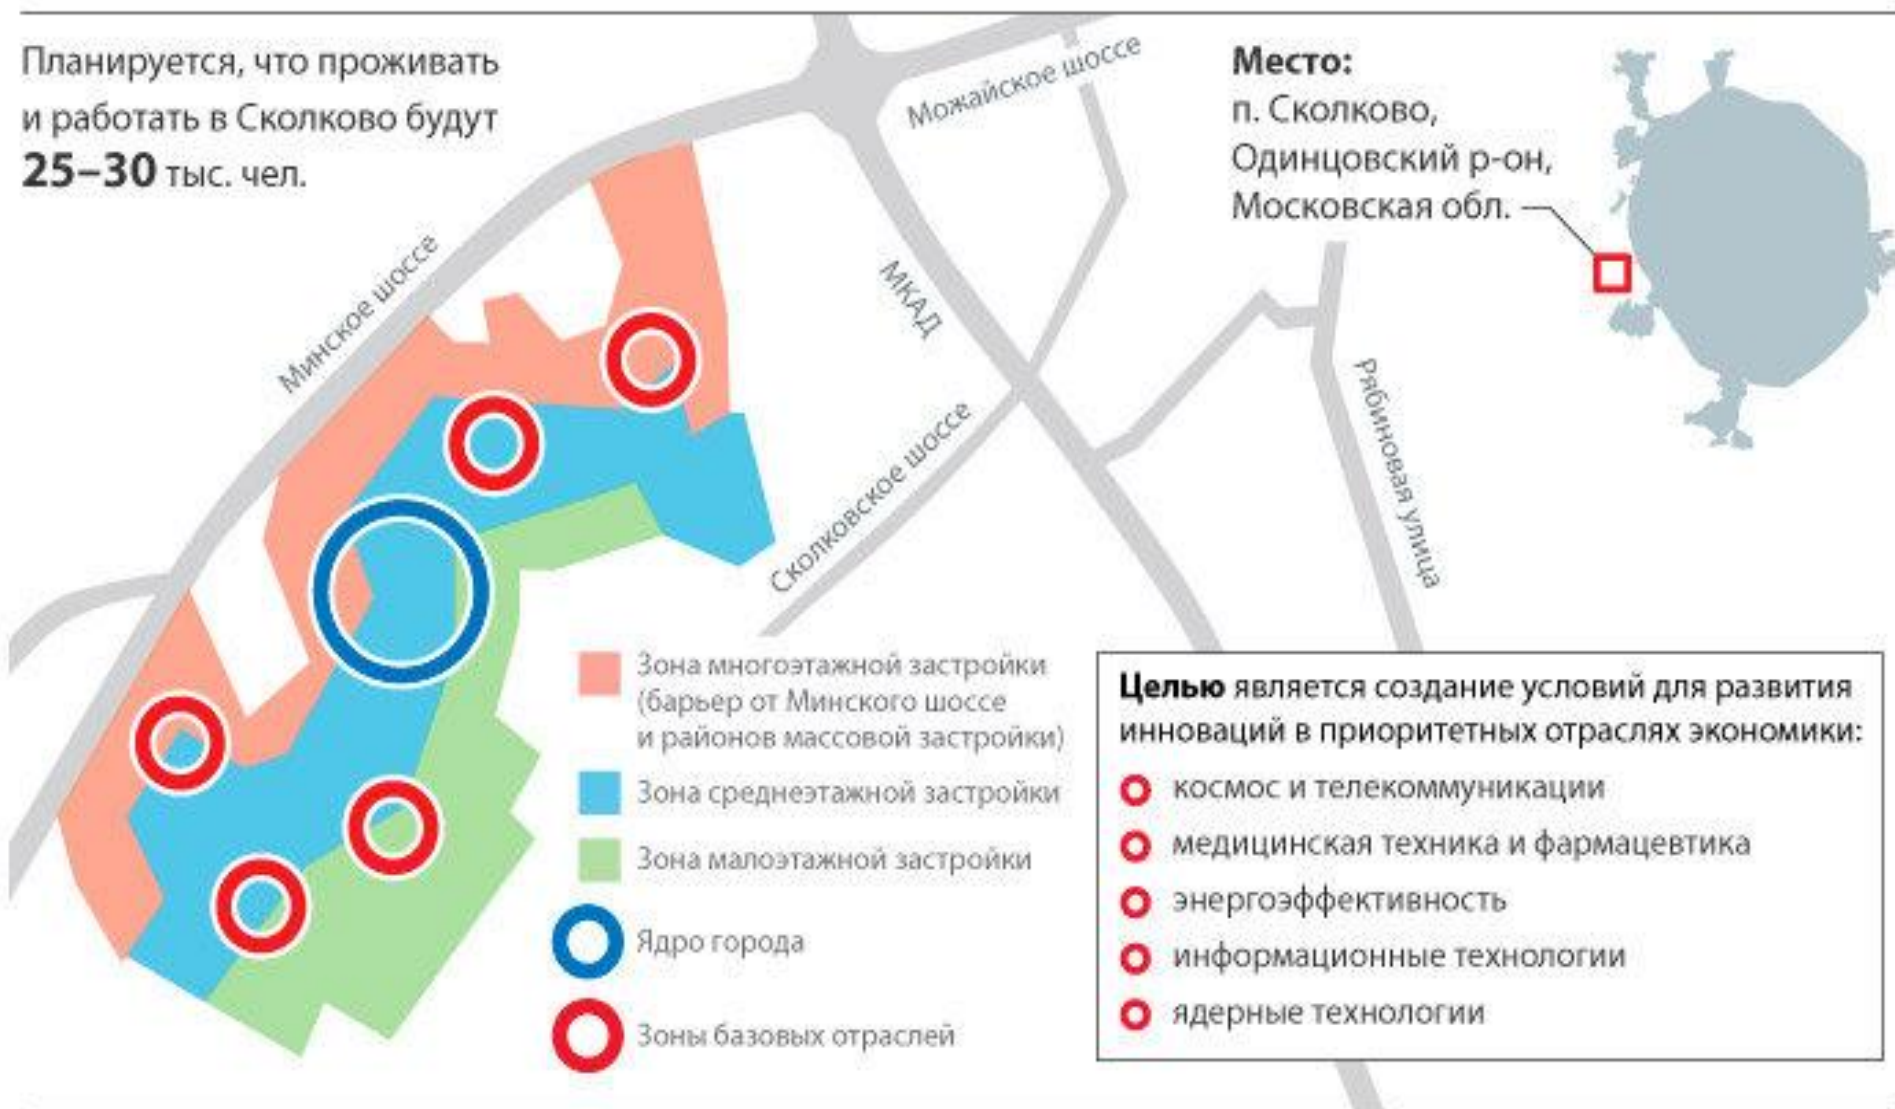 Планируется, что проживать
и работать в Сколково будут
25–30 тыс. чел.
Можайское шоссе
Место:
п. Сколково,
Одинцовский р-он,
Московская обл.
Минское шоссе
МКАД
Сколковское шоссе
Рябиновая улица
Зона многоэтажной застройки
(барьер от Минского шоссе
и районов массовой застройки)
Зона среднеэтажной застройки
Зона малоэтажной застройки
Ядро города
Зоны базовых отраслей
Целью является создание условий для развития
инноваций в приоритетных отраслях экономики:
космос и телекоммуникации
медицинская техника и фармацевтика
энергоэффективность
информационные технологии
ядерные технологии